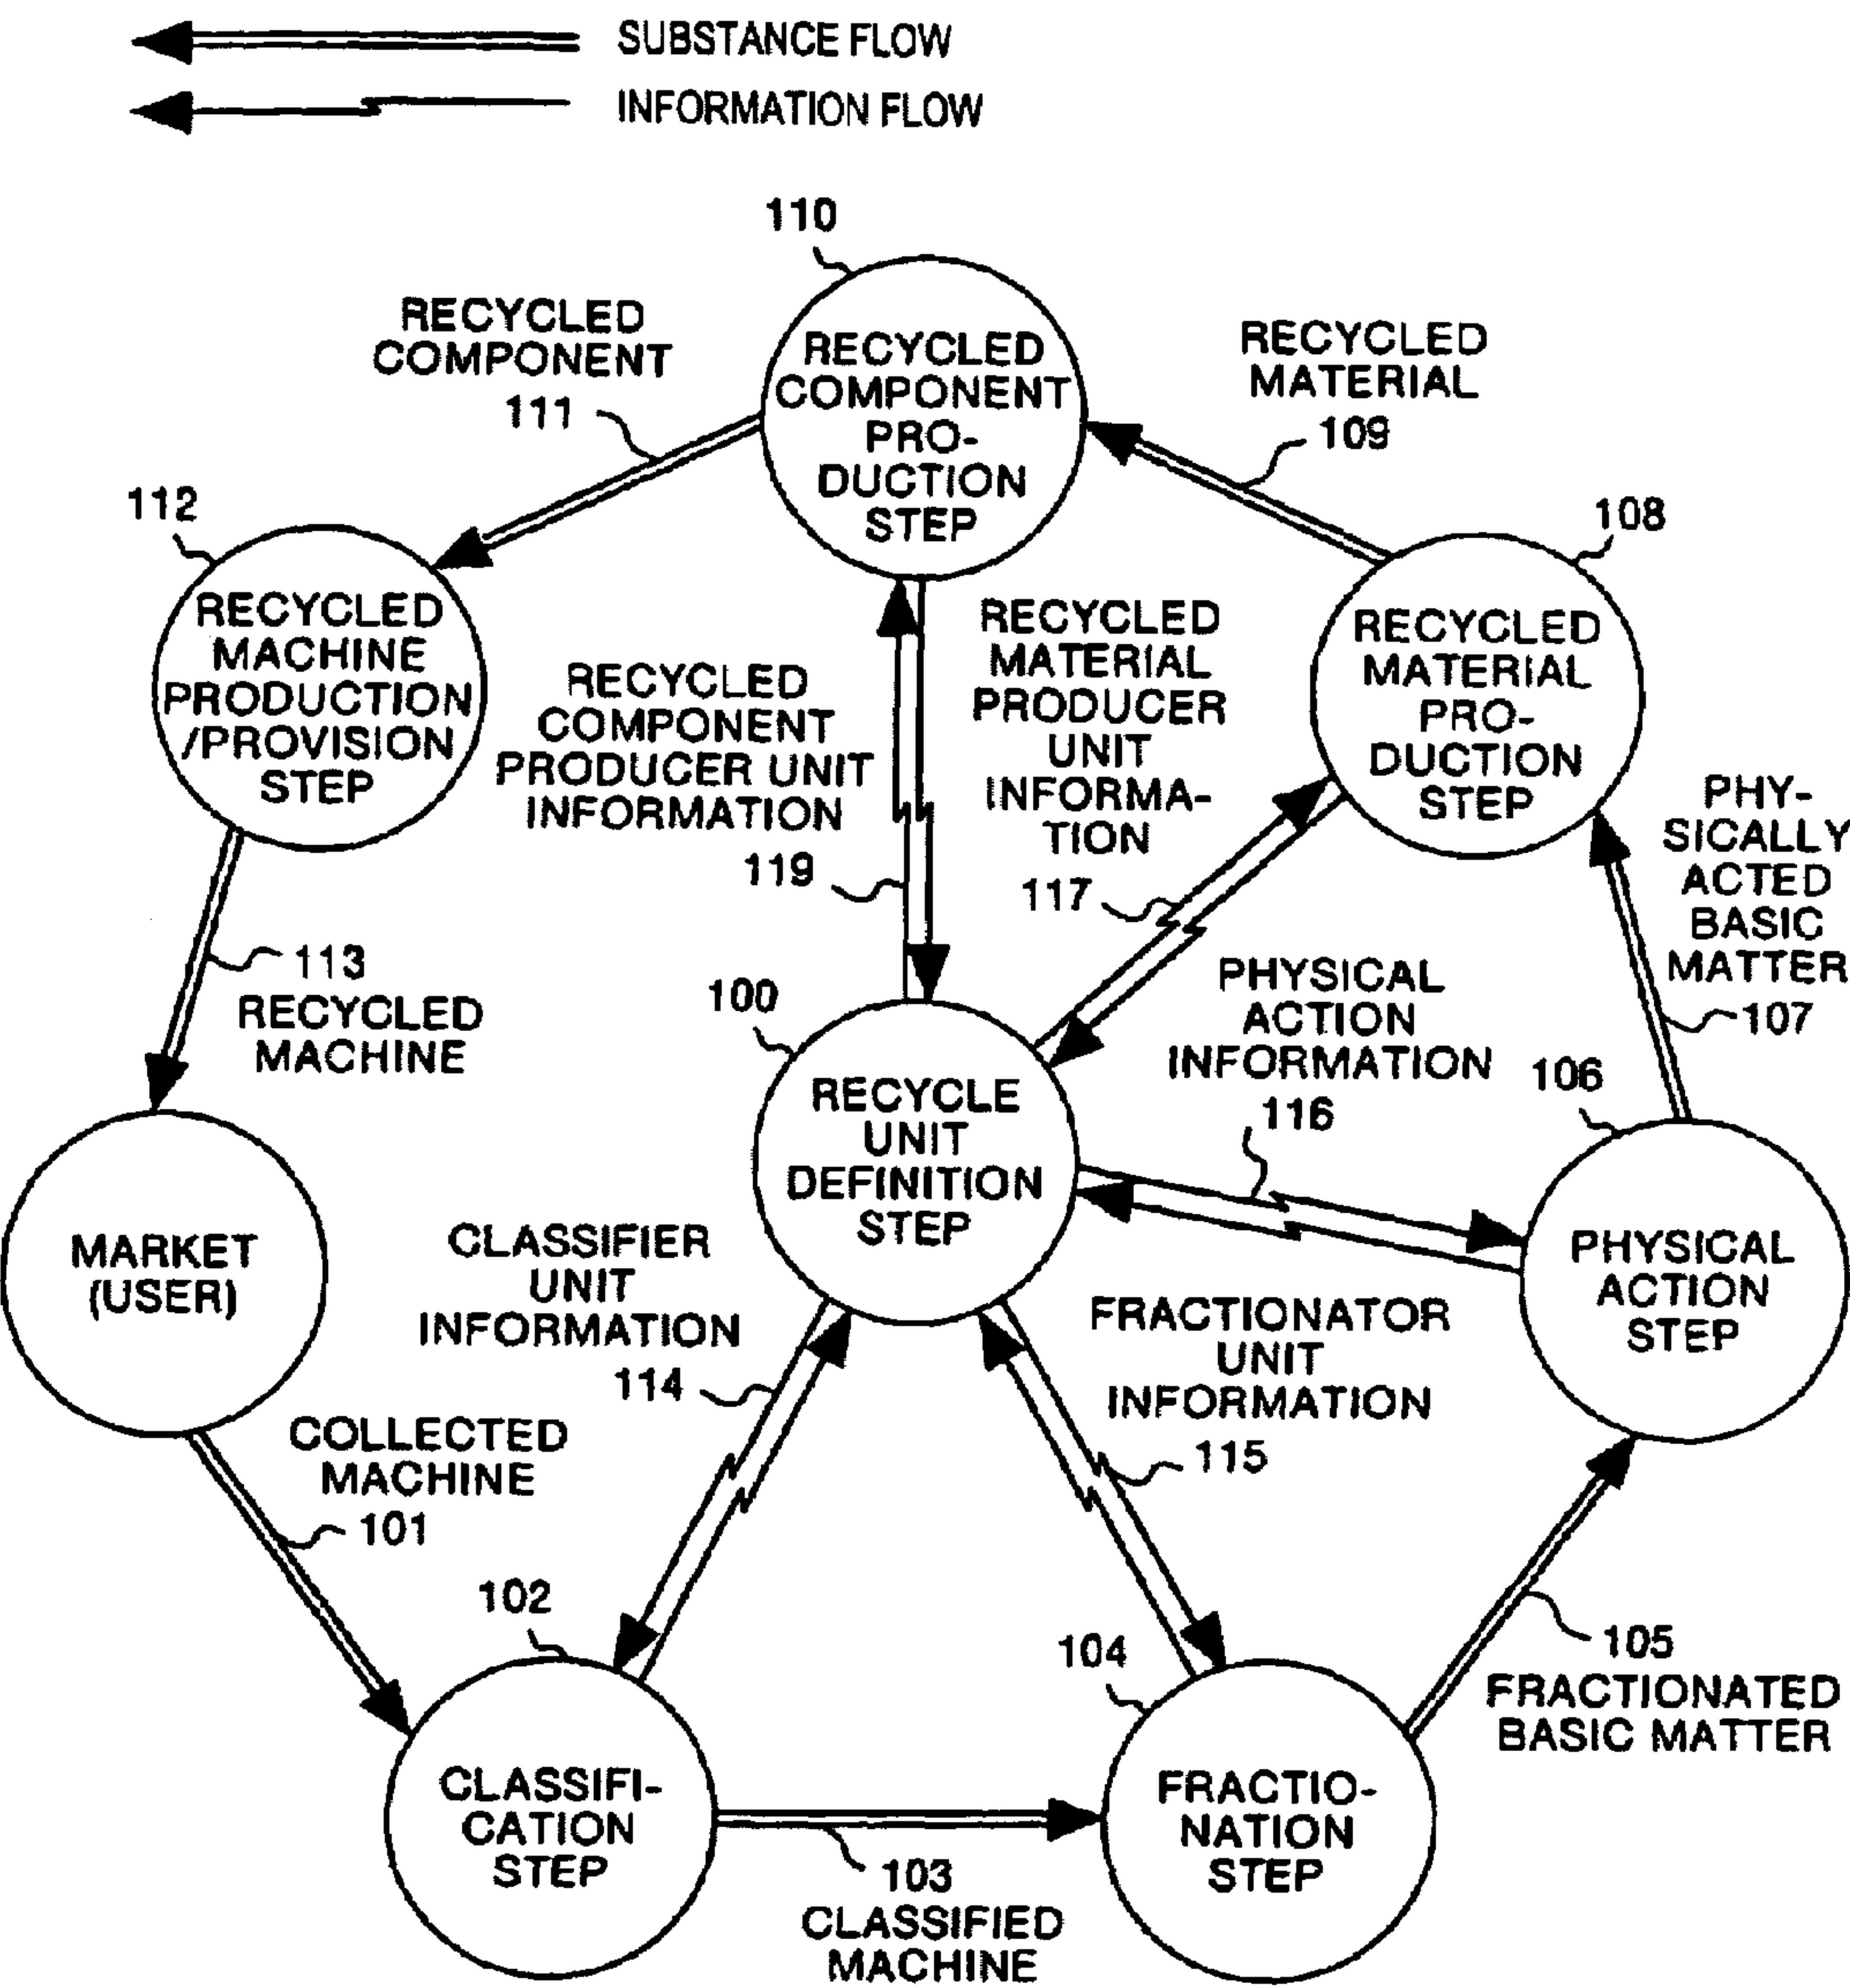 SUBSTANCE FLOW
INFORMATION FLOW
110
RECYCLED
COMPONENT
111
RECYCLED
COMPONENT
PRO-
DUCTION
STEP
RECYCLED
MATERIAL
109
112
RECYCLED
MACHINE
PRODUCTION
/PROVISION
STEP
108
RECYCLED
MATERIAL
PRO-
DUCTION
STEP
RECYCLED
COMPONENT
PRODUCER UNIT
INFORMATION
119
RECYCLED
MATERIAL
PRODUCER
UNIT
INFORMA-
TION
117
PHY-
SICALLY
ACTED
BASIC
MATTER
107
113
RECYCLED
MACHINE
100
RECYCLE
UNIT
DEFINITION
STEP
PHYSICAL
ACTION
INFORMATION
116
106
PHYSICAL
ACTION
STEP
MARKET
(USER)
CLASSIFIER
UNIT
INFORMATION
114
FRACTIONATOR
UNIT
INFORMATION
115
COLLECTED
MACHINE
101
102
CLASSIFI-
CATION
STEP
104
FRACTIO-
NATION
STEP
105
FRACTIONATED
BASIC MATTER
103
CLASSIFIED
MACHINE